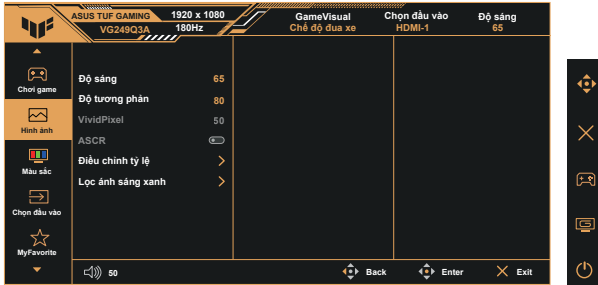 ASUS TUF GAMING 1920 x 1080
VG249Q3A 180Hz
GameVisual
Chế độ đua xe
Chọn đầu vào
HDMI-1
Độ sáng
65
Chơi game
Hình ảnh
Màu sắc
Chọn đầu vào
MyFavorite
Độ sáng 65
Độ tương phản 80
VividPixel 50
ASCR
Điều chỉnh tỷ lệ
Lọc ánh sáng xanh
50
Back
Enter
Exit